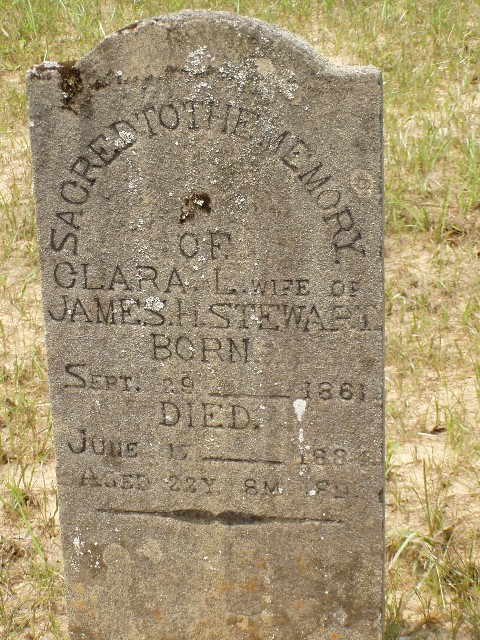 SACRED TO THE MEMORY.
OF
CLARA. L. WIFE OF
JAMES. H. STEWART
BORN
SEPT. 29 — 1861
DIED.
JUNE 17 — 1884
AGED 22Y 8M